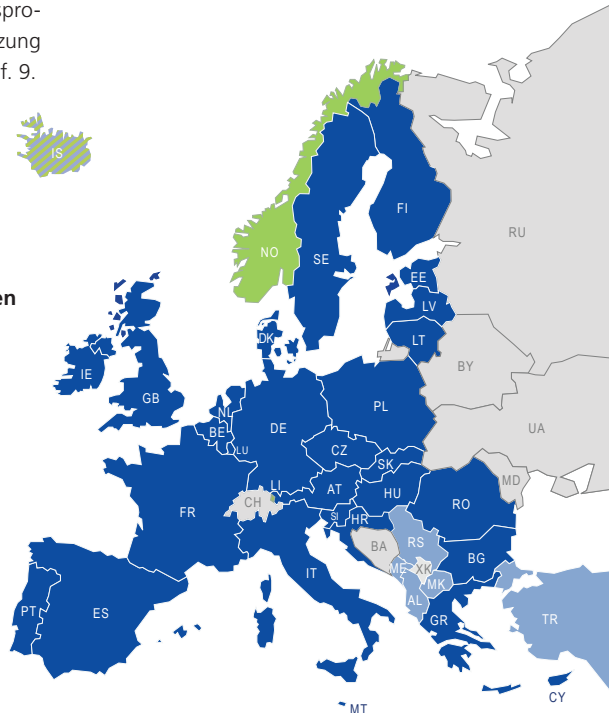 spro-
zung
f. 9.
IS
NO
SE
FI
RU
en
EE
LV
DK
LT
IE
GB
BY
NL
PL
BE
DE
UA
LU
CZ
SK
MD
LI
AT
HU
CH
RO
FR
SI
HR
RS
BA
IT
ME
XK
BG
MK
PT
ES
AL
GR
TR
CY
MT